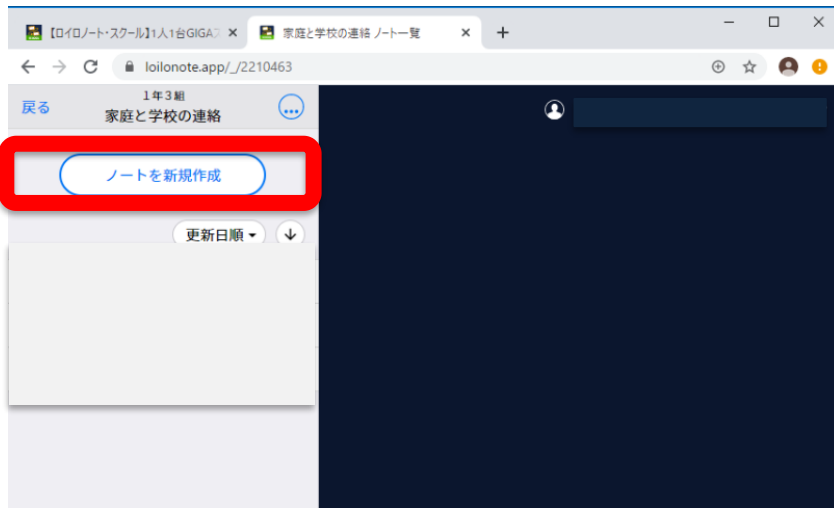 【ロイロノート・スクール】1人1台GIGAス
家庭と学校の連絡 ノート一覧
loilonote.app/_/2210463
戻る
1年3組
家庭と学校の連絡
ノートを新規作成
更新日順